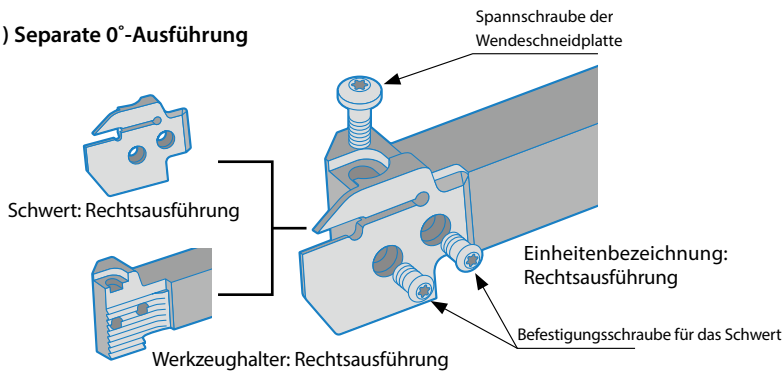 ) Separate 0°-Ausführung
Spannschraube der
Wendeschneidplatte
Schwert: Rechtsausführung
Einheitenbezeichnung:
Rechtsausführung
Befestigungsschraube für das Schwert
Werkzeughalter: Rechtsausführung